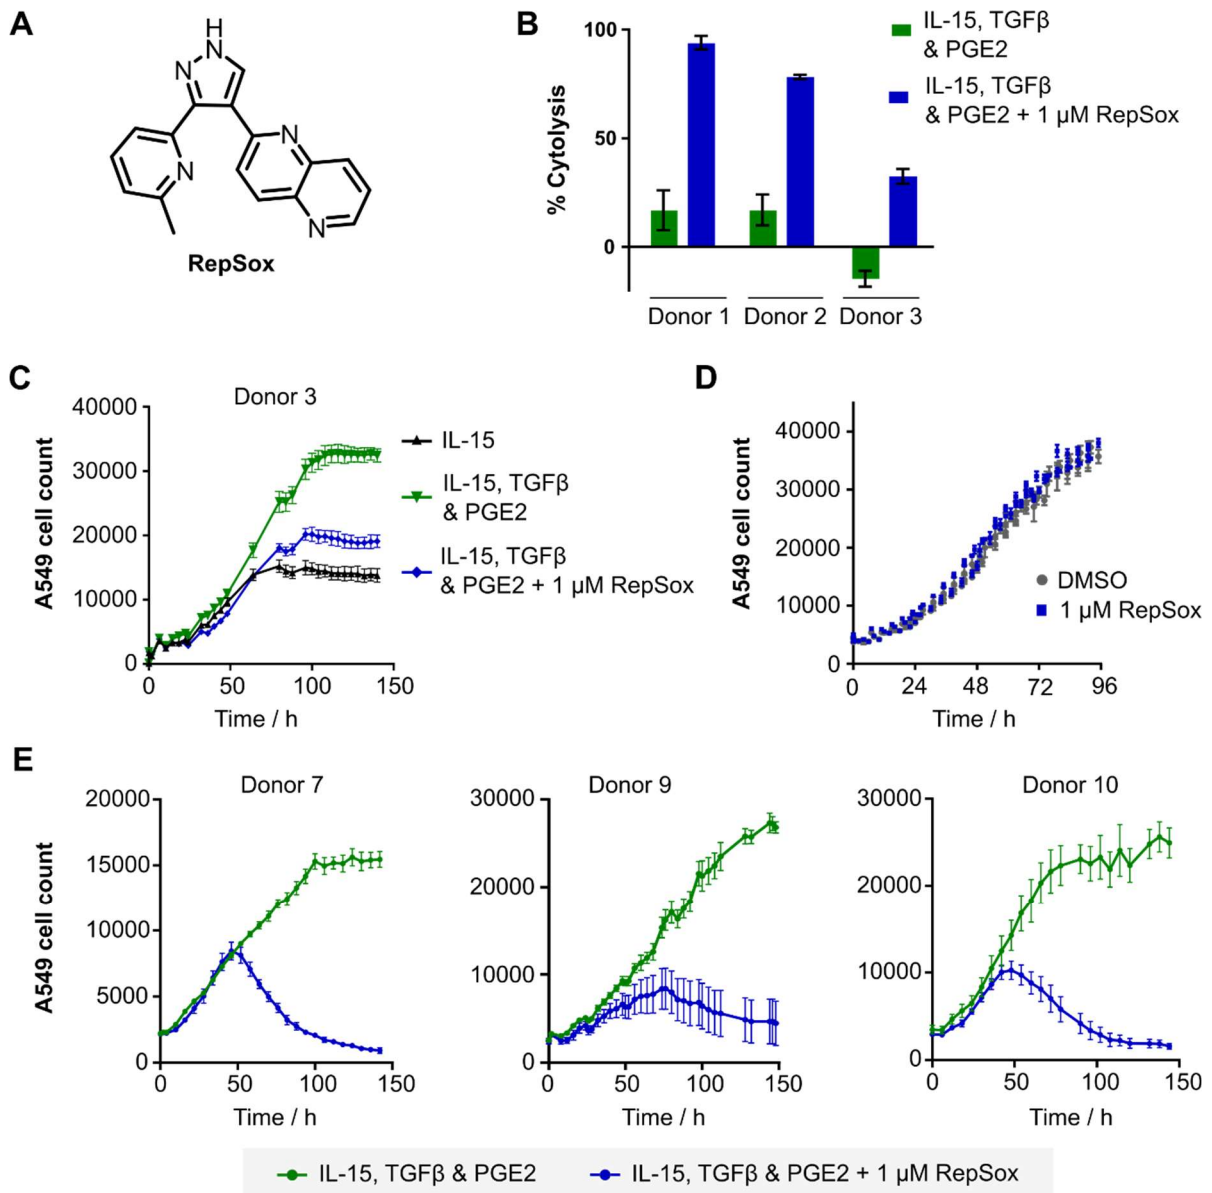 A
H
N
N
N
N
N
RepSox
B
% Cytolysis
100
50
0
Donor 1 Donor 2 Donor 3
IL-15, TGFβ
& PGE2
IL-15, TGFβ
& PGE2 + 1 µM RepSox
C
Donor 3
A549 cell count
40000
30000
20000
10000
0
0 50 100 150
Time / h
IL-15
IL-15, TGFβ
& PGE2
IL-15, TGFβ
& PGE2 + 1 µM RepSox
D
A549 cell count
40000
30000
20000
10000
0
0 24 48 72 96
Time / h
DMSO
1 µM RepSox
E
Donor 7
A549 cell count
20000
15000
10000
5000
0
0 50 100 150
Time / h
Donor 9
30000
20000
10000
0
0 50 100 150
Time / h
Donor 10
30000
20000
10000
0
0 50 100 150
Time / h
IL-15, TGFβ & PGE2 IL-15, TGFβ & PGE2 + 1 µM RepSox